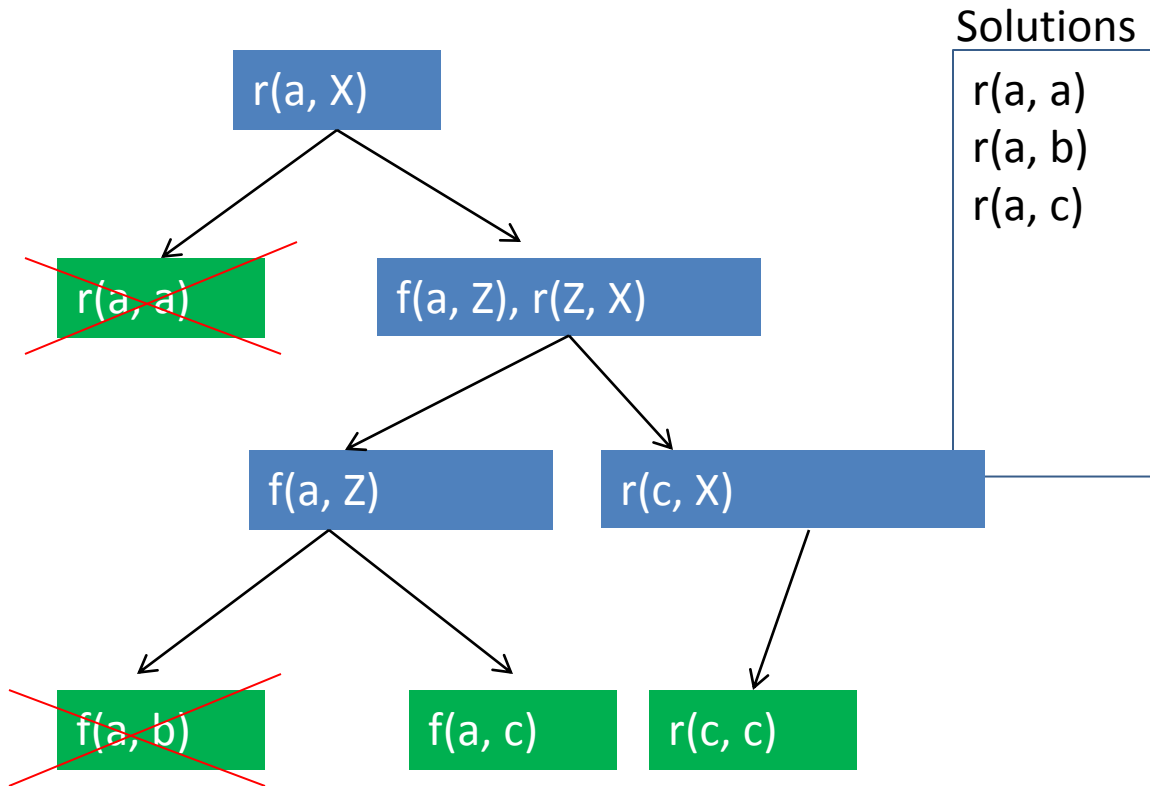 Solutions
r(a, X)
r(a, a)
r(a, b)
r(a, c)
r(a, a)
f(a, Z), r(Z, X)
f(a, Z)
r(c, X)
f(a, b)
f(a, c)
r(c, c)